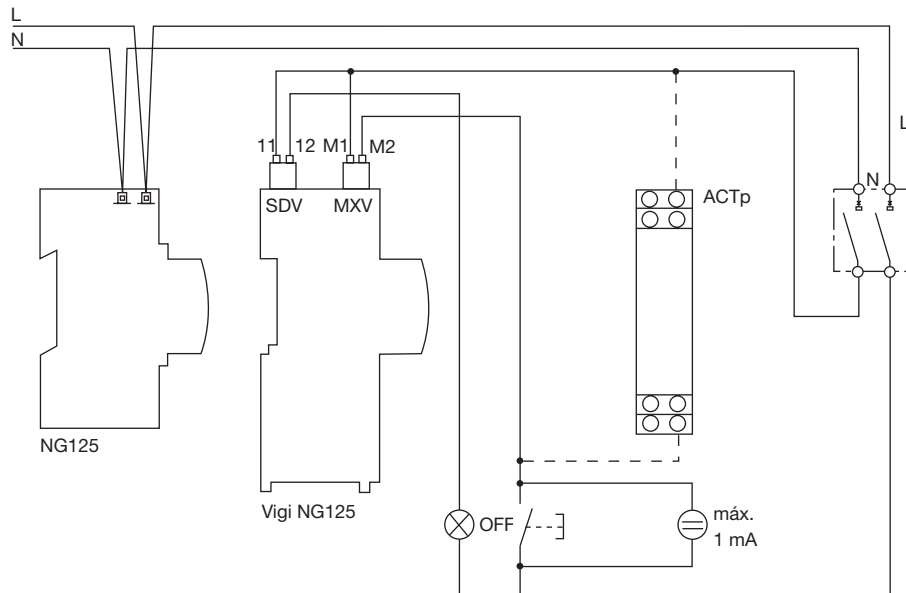 L
N
L
11
12
M1
M2
N
SDV
MXV
ACTp
NG125
Vigi NG125
OFF
máx.
1 mA